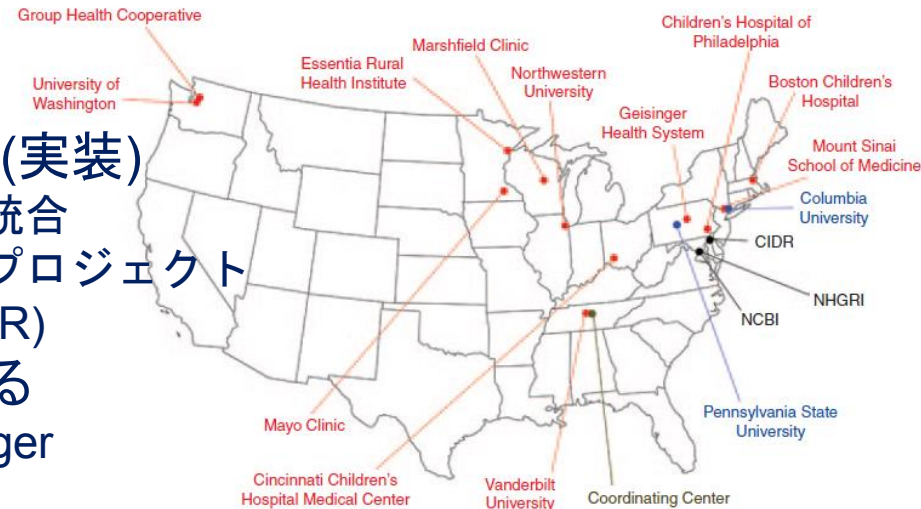 Group Health Cooperative
University of
Washington
Essentia Rural
Health Institute
Marshfield Clinic
Northwestern
University
Children's Hospital of
Philadelphia
Geisinger
Health System
Boston Children's
Hospital
Mount Sinai
School of Medicine
Columbia
University
CIDR
NHGRI
NCBI
Pennsylvania State
University
Mayo Clinic
Cincinnati Children's
Hospital Medical Center
Vanderbilt
University
Coordinating Center
(実装)
統合
プロジェクト
R)
る
ger